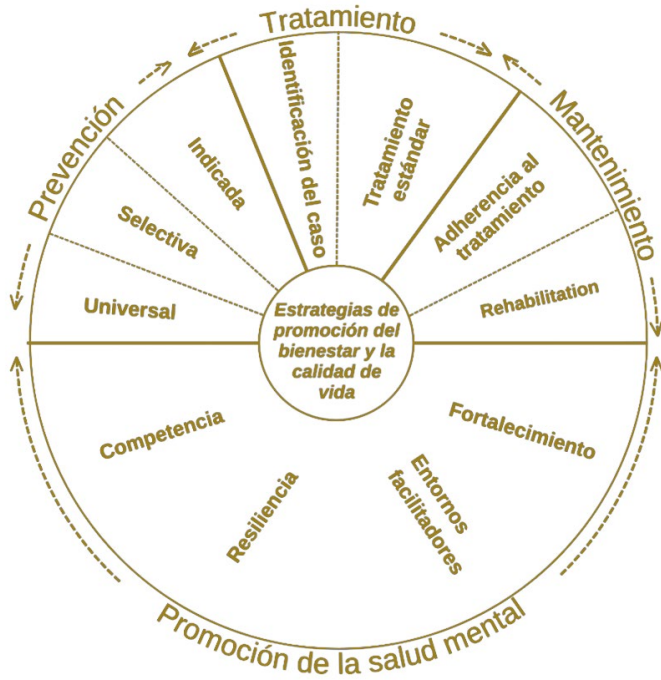 Tratamiento
Prevención
Mantenimiento
Universal
Selectiva
Indicada
Identificación del caso
Tratamiento
estándar
Adherencia al
tratamiento
Rehabilitation
Estrategias de
promoción del
bienestar y la
calidad de
vida
Competencia
Resiliencia
Entornos
facilitadores
Fortalecimiento
Promoción de la salud mental